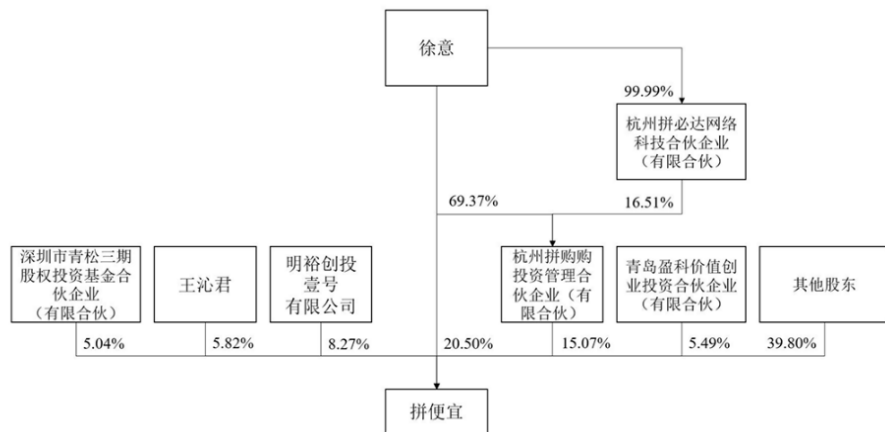 徐意
99.99%
杭州拼必达网络
科技合伙企业
（有限合伙）
69.37%
16.51%
深圳市青松三期
股权投资基金合
伙企业
（有限合伙）
王沁君
明裕创投
壹号
有限公司
杭州拼购购
投资管理合
伙企业（有
限合伙）
青岛盈科价值创
业投资合伙企业
（有限合伙）
其他股东
5.04%
5.82%
8.27%
20.50%
15.07%
5.49%
39.80%
拼便宜